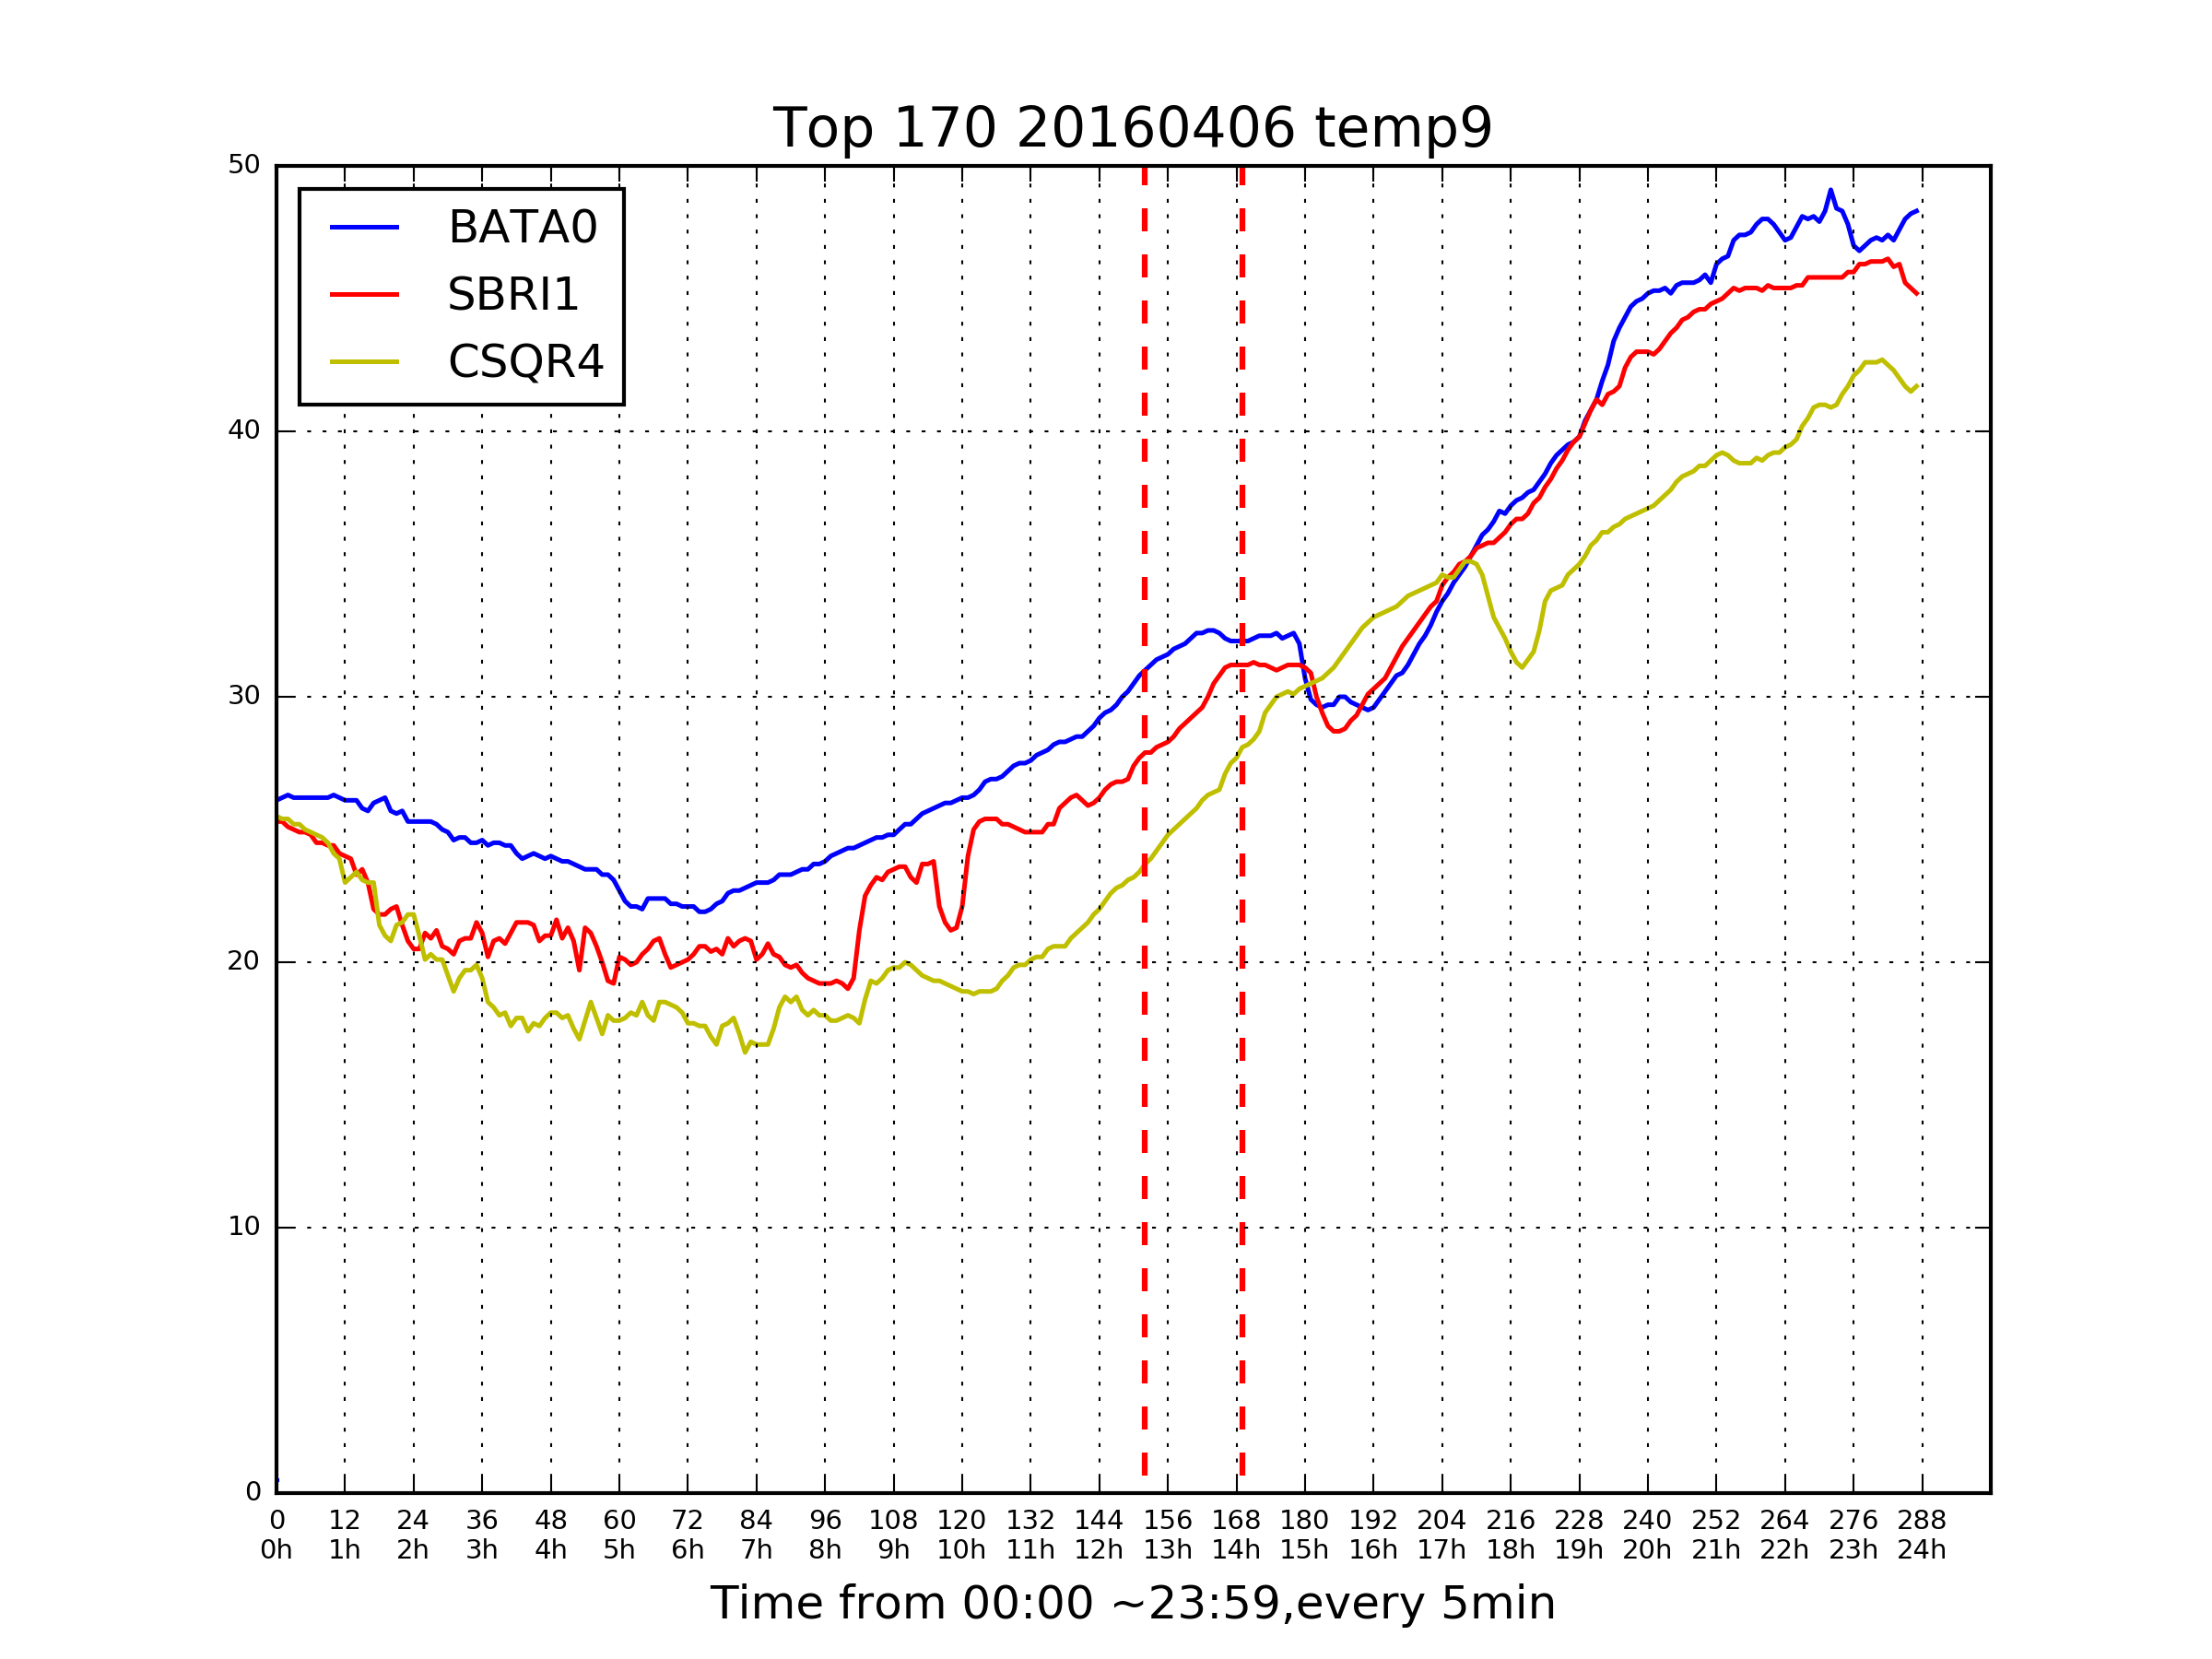 Top 170 20160406 temp9
50
40
30
20
10
0
BATA0
SBRI1
CSQR4
0 12 24 36 48 60 72 84 96 108 120 132 144 156 168 180 192 204 216 228 240 252 264 276 288
0h 1h 2h 3h 4h 5h 6h 7h 8h 9h 10h 11h 12h 13h 14h 15h 16h 17h 18h 19h 20h 21h 22h 23h 24h
Time from 00:00 ~23:59,every 5min